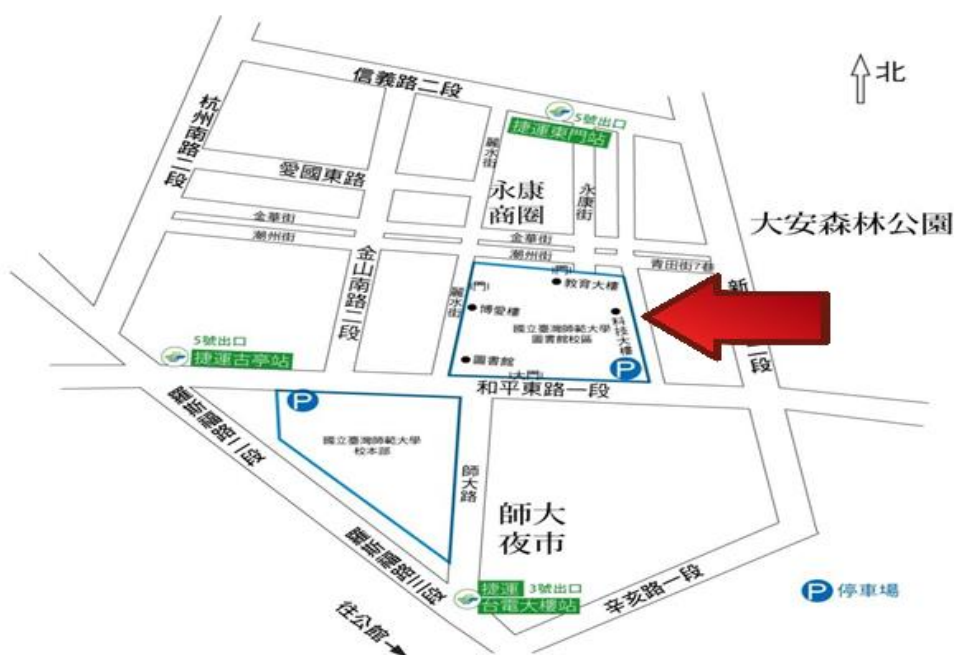 信義路二段
北
杭州南路二段
麗水街
5號出口
捷運東門站
愛國東路
永康
商圈
永康街
大安森林公園
金華街
潮州街
金華街
潮州街
青田街7巷
金山南路二段
麗水街
(門)
(門)
教育大樓
博愛樓
科技大樓
國立臺灣師範大學
圖書館校區
圖書館
(大門)
P
5號出口
捷運古亭站
和平東路一段
P
國立臺灣師範大學
校本部
羅斯福路二段
師大路
師大
夜市
羅斯福路三段
捷運 3號出口
台電大樓站
辛亥路一段
P 停車場
往公館
新
二段